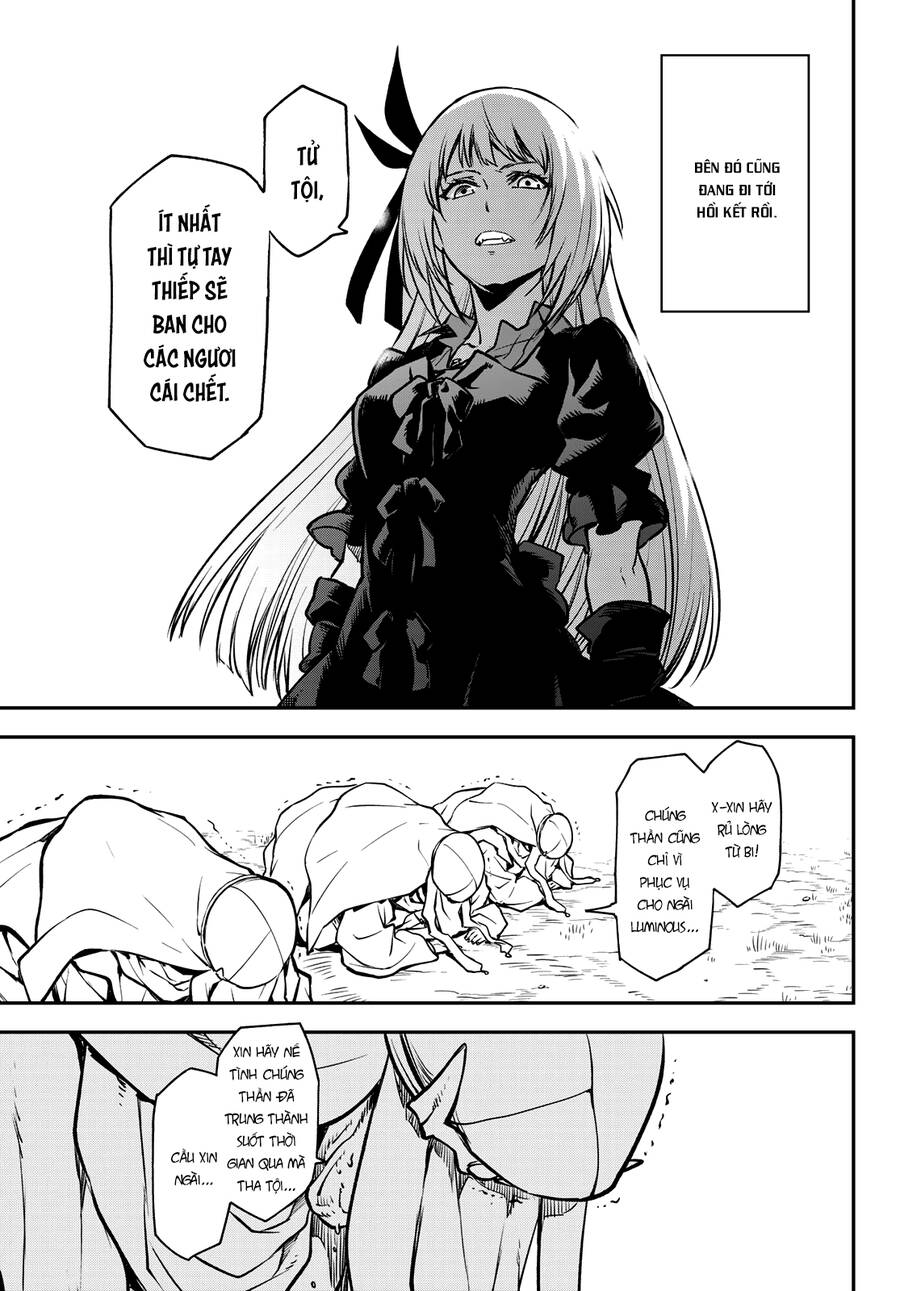 BÊN ĐÓ CŨNG
ĐANG ĐI TỚI
HỒI KẾT RỒI.
TỬ
TỘI,
ÍT NHẤT
THÌ TỰ TAY
THIẾP SẼ
BAN CHO
CÁC NGƯƠI
CÁI CHẾT.
X-XIN HÃY
RỦ LÒNG
TỪ BI!
CHÚNG
THẦN CŨNG
CHỈ VÌ
PHỤC VỤ
CHO NGÀI
LUMINOUS...
XIN HÃY NỂ
TÌNH CHÚNG
THẦN ĐÃ
TRUNG THÀNH
SUỐT THỜI
GIAN QUA MÀ
THA TỘI...
CẦU XIN
NGÀI...